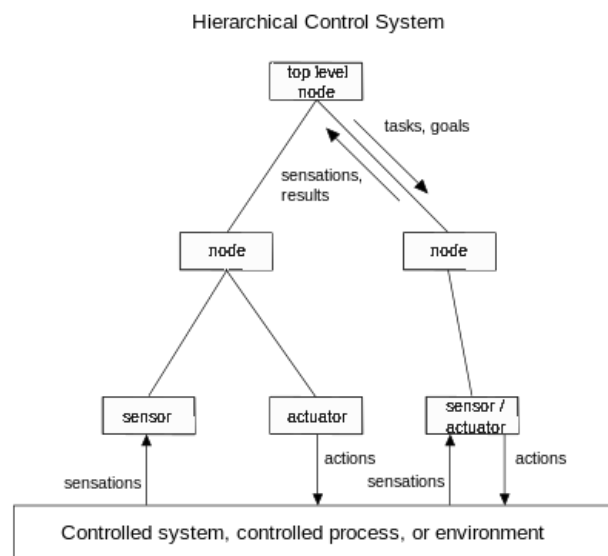 Hierarchical Control System
top level
node
tasks, goals
sensations,
results
node
node
sensor
actuator
sensor /
actuator
sensations
actions
sensations
actions
Controlled system, controlled process, or environment